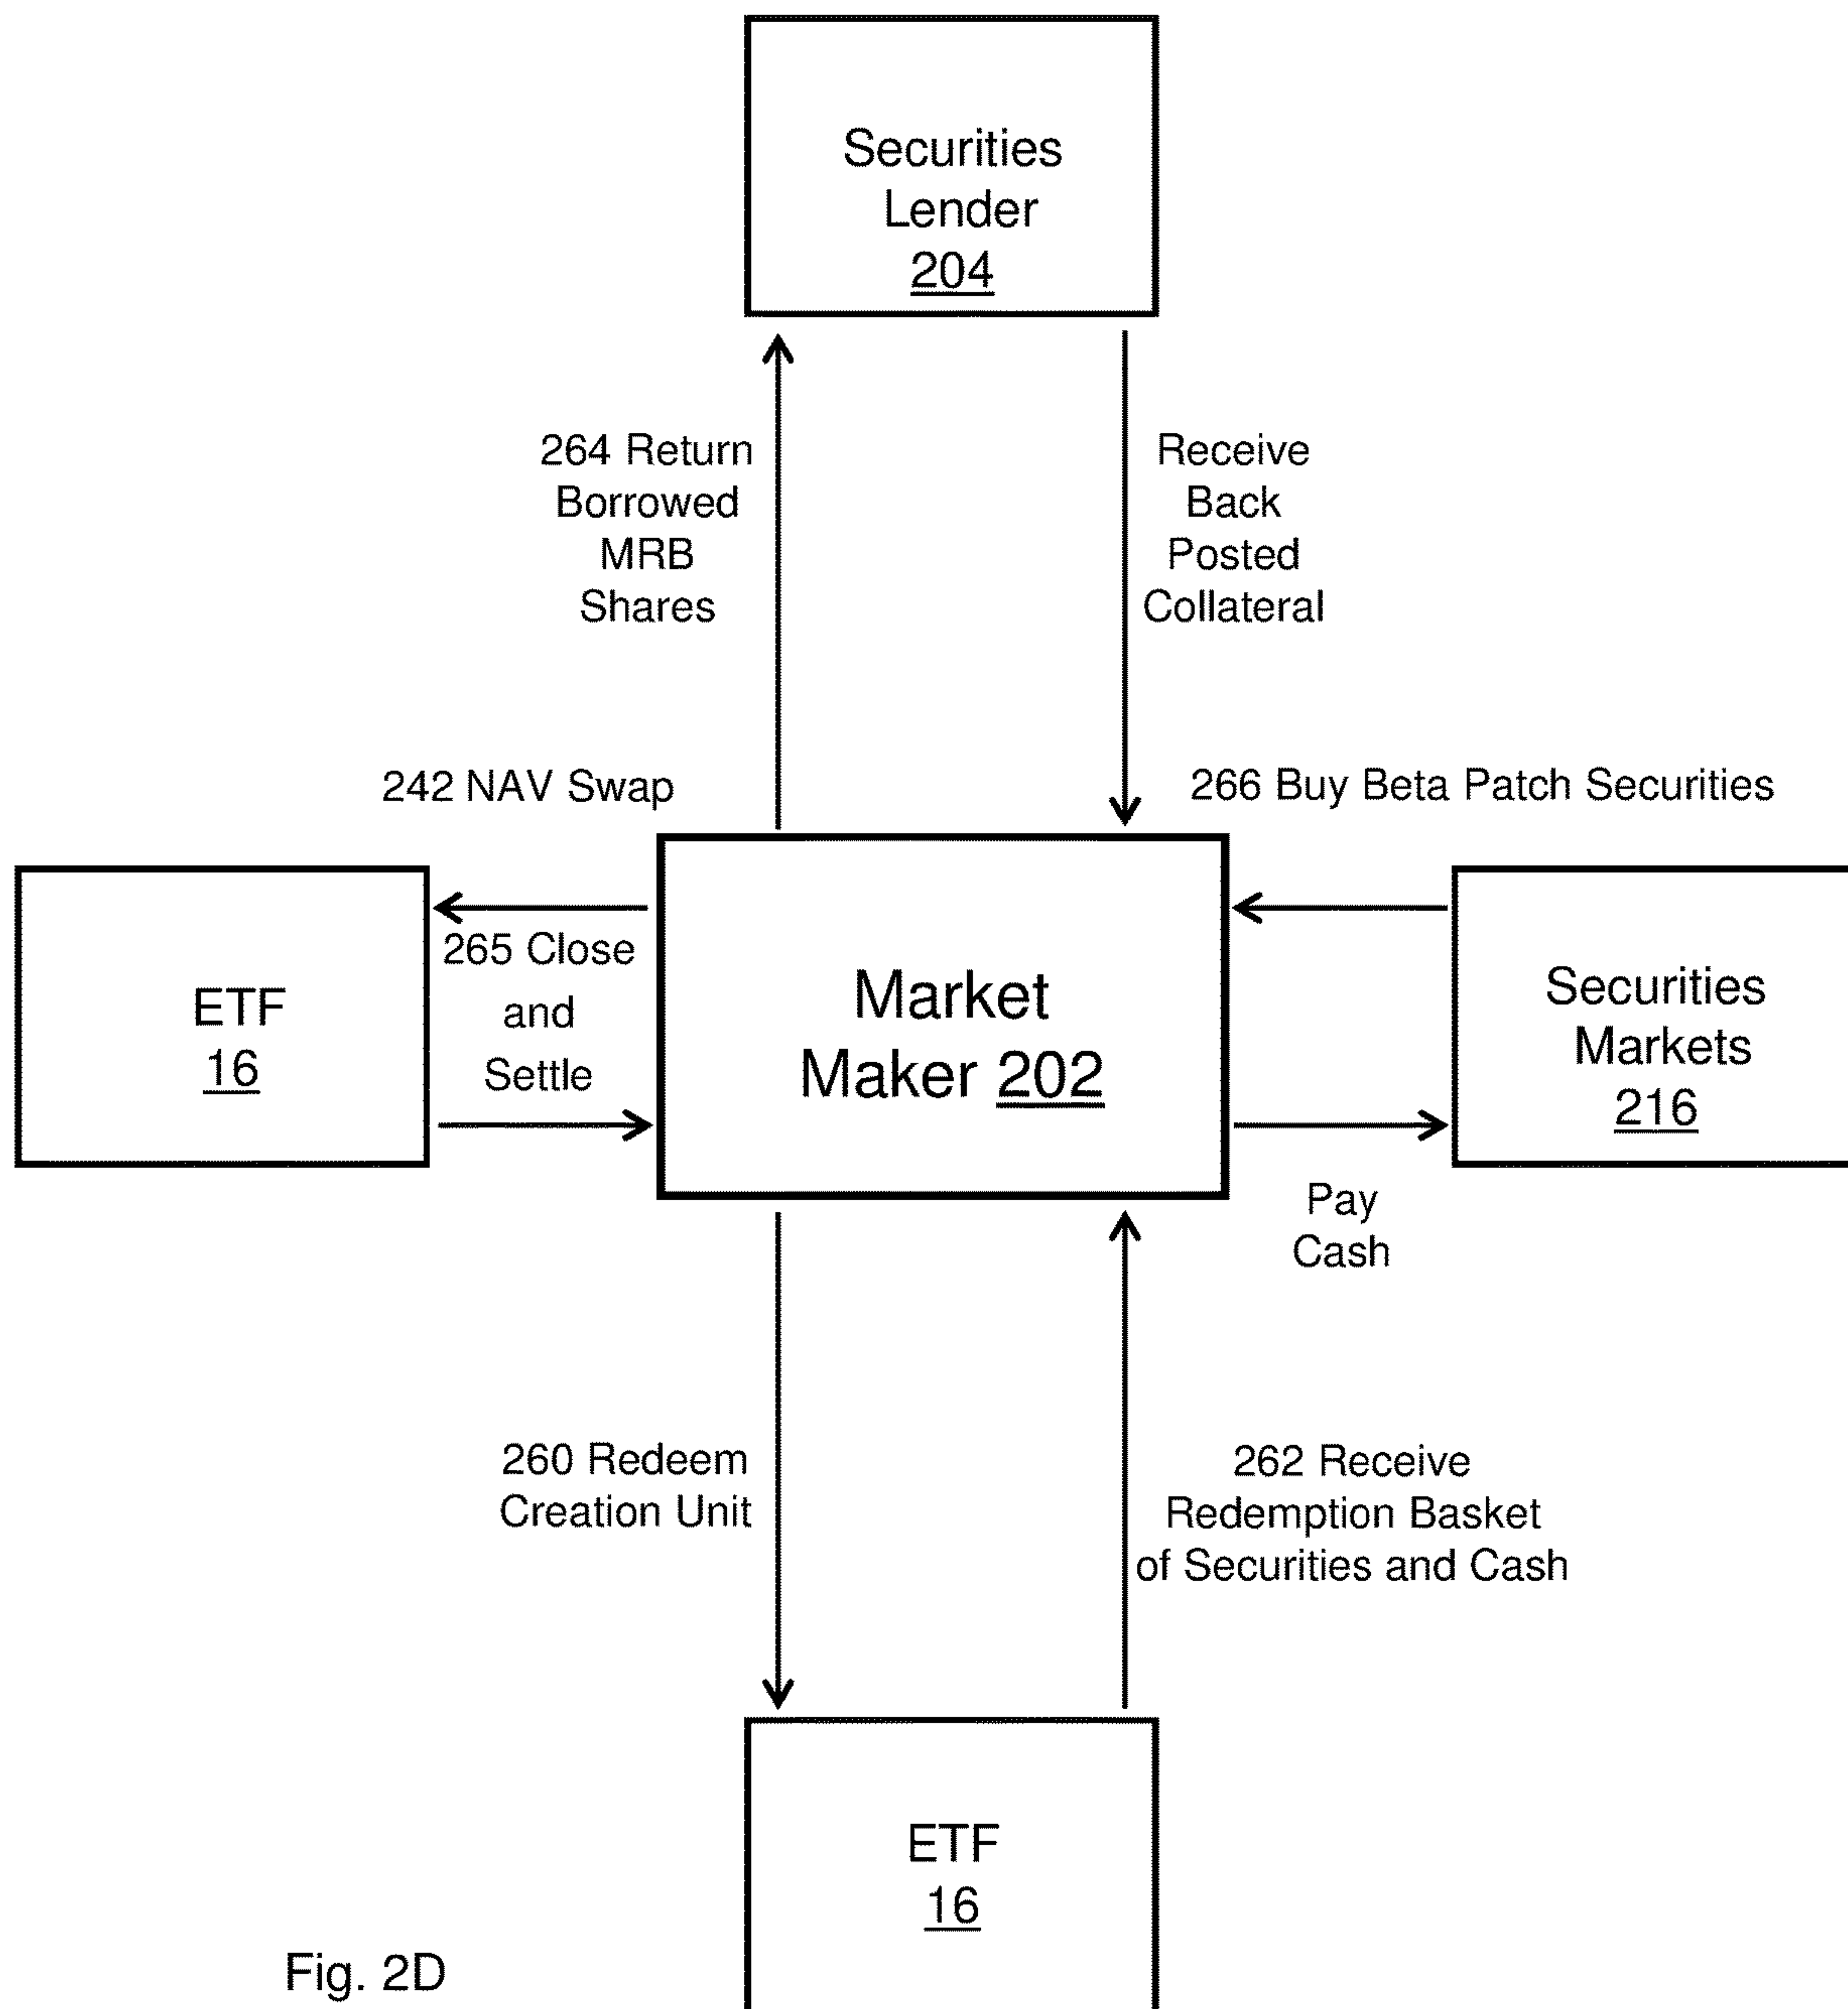 Securities
Lender
204
264 Return
Borrowed
MRB
Shares
Receive
Back
Posted
Collateral
242 NAV Swap
266 Buy Beta Patch Securities
ETF
16
265 Close
and
Settle
Market
Maker 202
Securities
Markets
216
Pay
Cash
260 Redeem
Creation Unit
262 Receive
Redemption Basket
of Securities and Cash
ETF
16
Fig. 2D